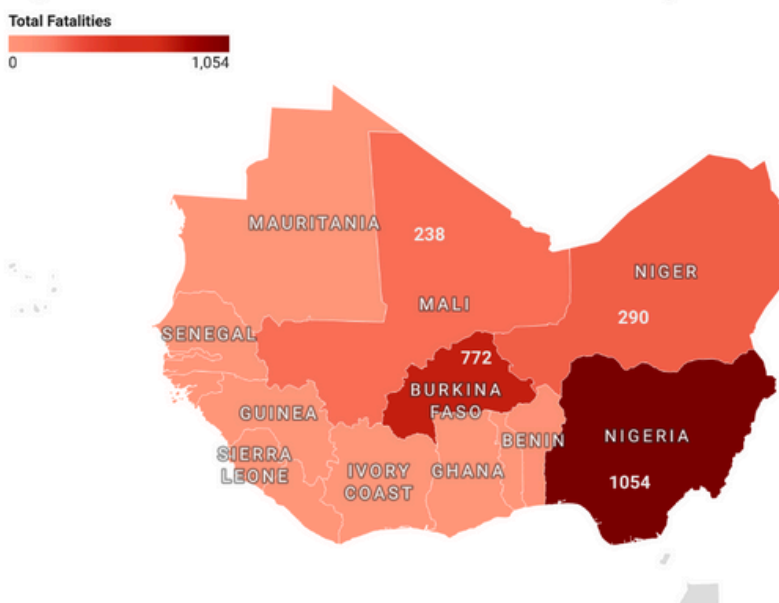 Total Fatalities
0 1,054
MAURITANIA
238
NIGER
MALI
290
SENEGAL
772
BURKINA
FASO
GUINEA
BENIN
NIGERIA
SIERRA
LEONE
IVORY
COAST
GHANA
1054